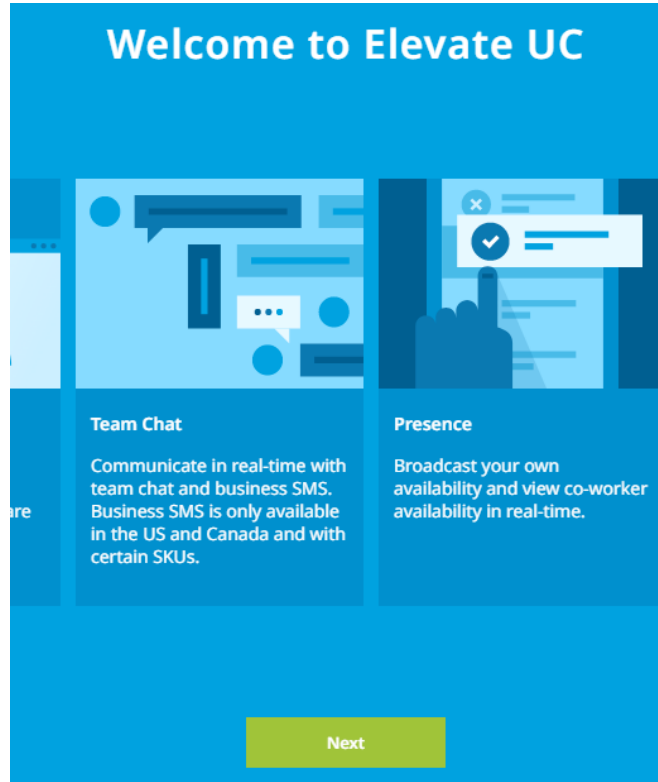 Welcome to Elevate UC
Team Chat
Communicate in real-time with
team chat and business SMS.
Business SMS is only available
in the US and Canada and with
certain SKUs.
Presence
Broadcast your own
availability and view co-worker
availability in real-time.
Next